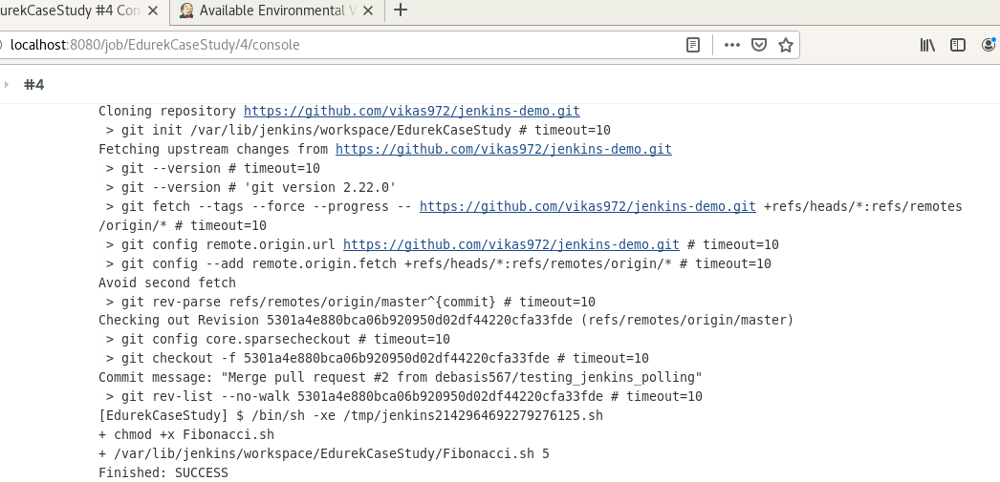 urekCaseStudy #4 Con
Available Environmental V
localhost:8080/job/EdurekCaseStudy/4/console
#4
Cloning repository https://github.com/vikas972/jenkins-demo.git
> git init /var/lib/jenkins/workspace/EdurekCaseStudy # timeout=10
Fetching upstream changes from https://github.com/vikas972/jenkins-demo.git
> git --version # timeout=10
> git --version # 'git version 2.22.0'
> git fetch --tags --force --progress -- https://github.com/vikas972/jenkins-demo.git +refs/heads/*:refs/remotes
/origin/* # timeout=10
> git config remote.origin.url https://github.com/vikas972/jenkins-demo.git # timeout=10
> git config --add remote.origin.fetch +refs/heads/*:refs/remotes/origin/* # timeout=10
Avoid second fetch
> git rev-parse refs/remotes/origin/master^{commit} # timeout=10
Checking out Revision 5301a4e880bca06b920950d02df44220cfa33fde (refs/remotes/origin/master)
> git config core.sparsecheckout # timeout=10
> git checkout -f 5301a4e880bca06b920950d02df44220cfa33fde # timeout=10
Commit message: "Merge pull request #2 from debasis567/testing_jenkins_polling"
> git rev-list --no-walk 5301a4e880bca06b920950d02df44220cfa33fde # timeout=10
[EdurekCaseStudy] $ /bin/sh -xe /tmp/jenkins2142964692279276125.sh
+ chmod +x Fibonacci.sh
+ /var/lib/jenkins/workspace/EdurekCaseStudy/Fibonacci.sh 5
Finished: SUCCESS